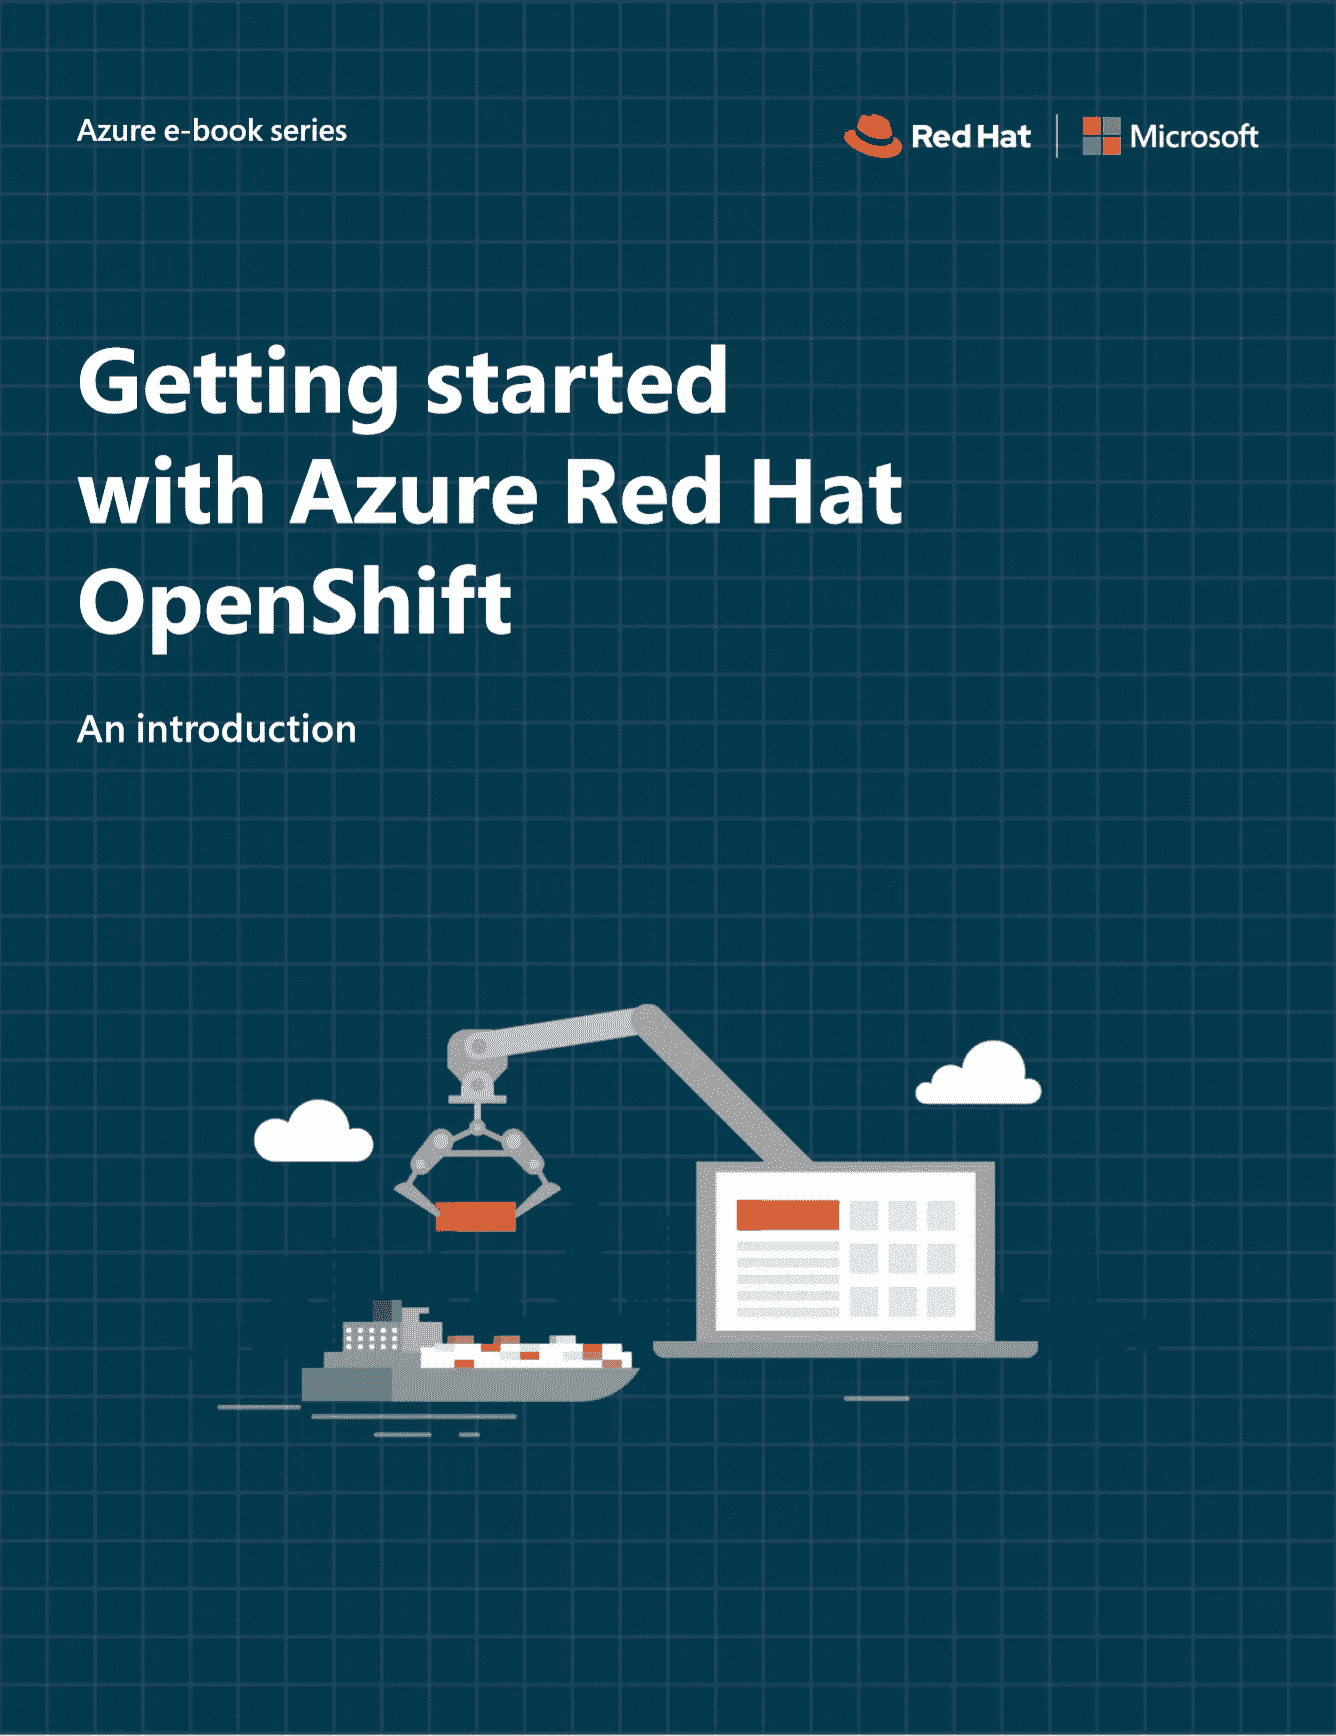 Azure e-book series
Red Hat
Microsoft
Getting started
with Azure Red Hat
OpenShift
An introduction